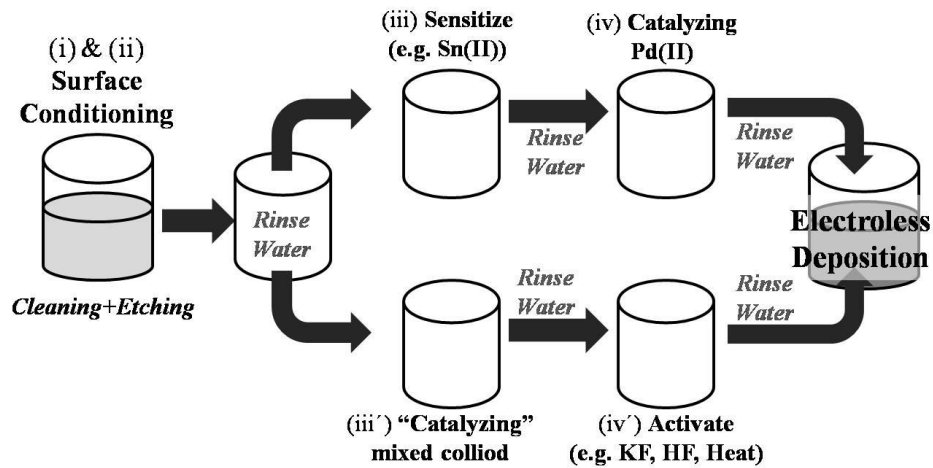 (i) & (ii)
Surface
Conditioning
Cleaning+Etching
Rinse
Water
(iii) Sensitize
(e.g. Sn(II))
Rinse
Water
(iv) Catalyzing
Pd(II)
Rinse
Water
(iii´) “Catalyzing”
mixed colliod
Rinse
Water
(iv´) Activate
(e.g. KF, HF, Heat)
Rinse
Water
Electroless
Deposition